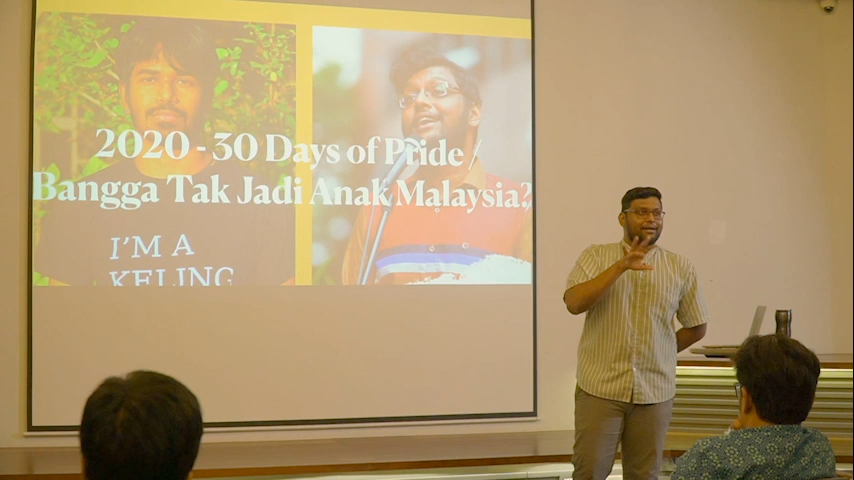 2020 - 30 Days of Pride /
Bangga Tak Jadi Anak Malaysia?
I'M A
KELING